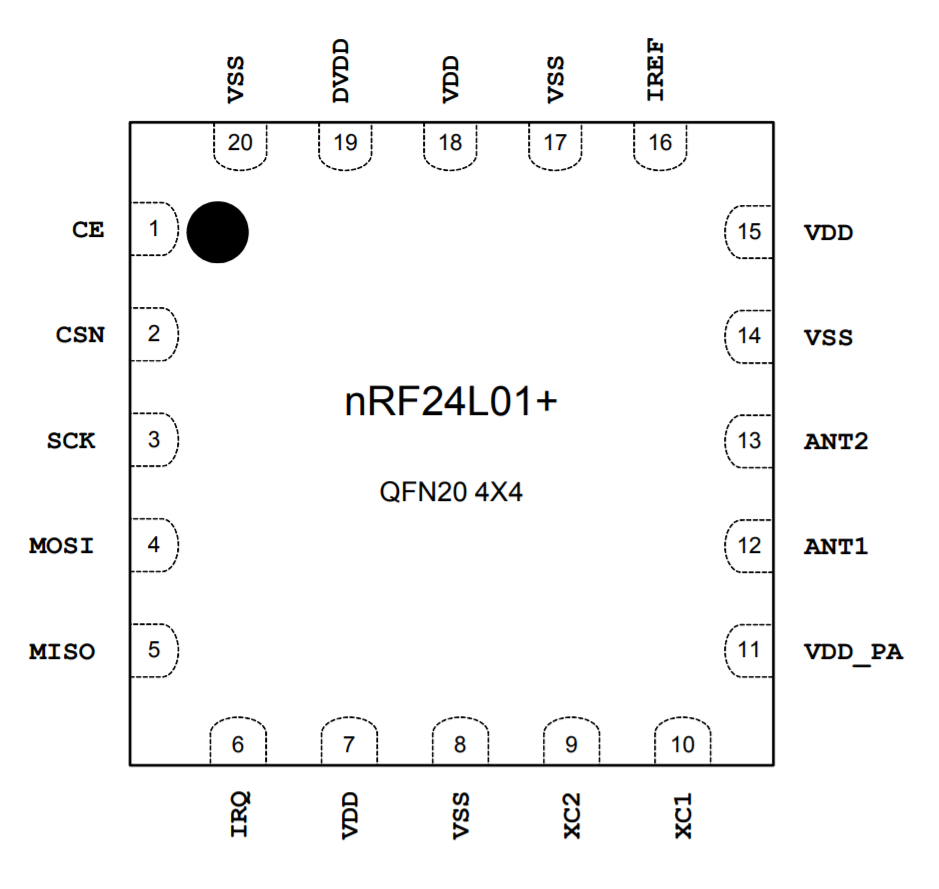 VSS DVDD VDD VSS IREF
20 19 18 17 16
CE 1 15 VDD
CSN 2 14 VSS
nRF24L01+
SCK 3 13 ANT2
QFN20 4X4
MOSI 4 12 ANT1
MISO 5 11 VDD_PA
6 7 8 9 10
IRQ VDD VSS XC2 XC1